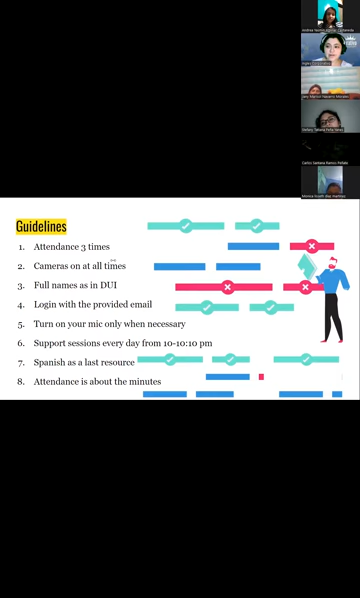 Guidelines
1. Attendance 3 times
2. Cameras on at all times
3. Full names as in DUI
4. Login with the provided email
5. Turn on your mic only when necessary
6. Support sessions every day from 10-10:10 pm
7. Spanish as a last resource
8. Attendance is about the minutes